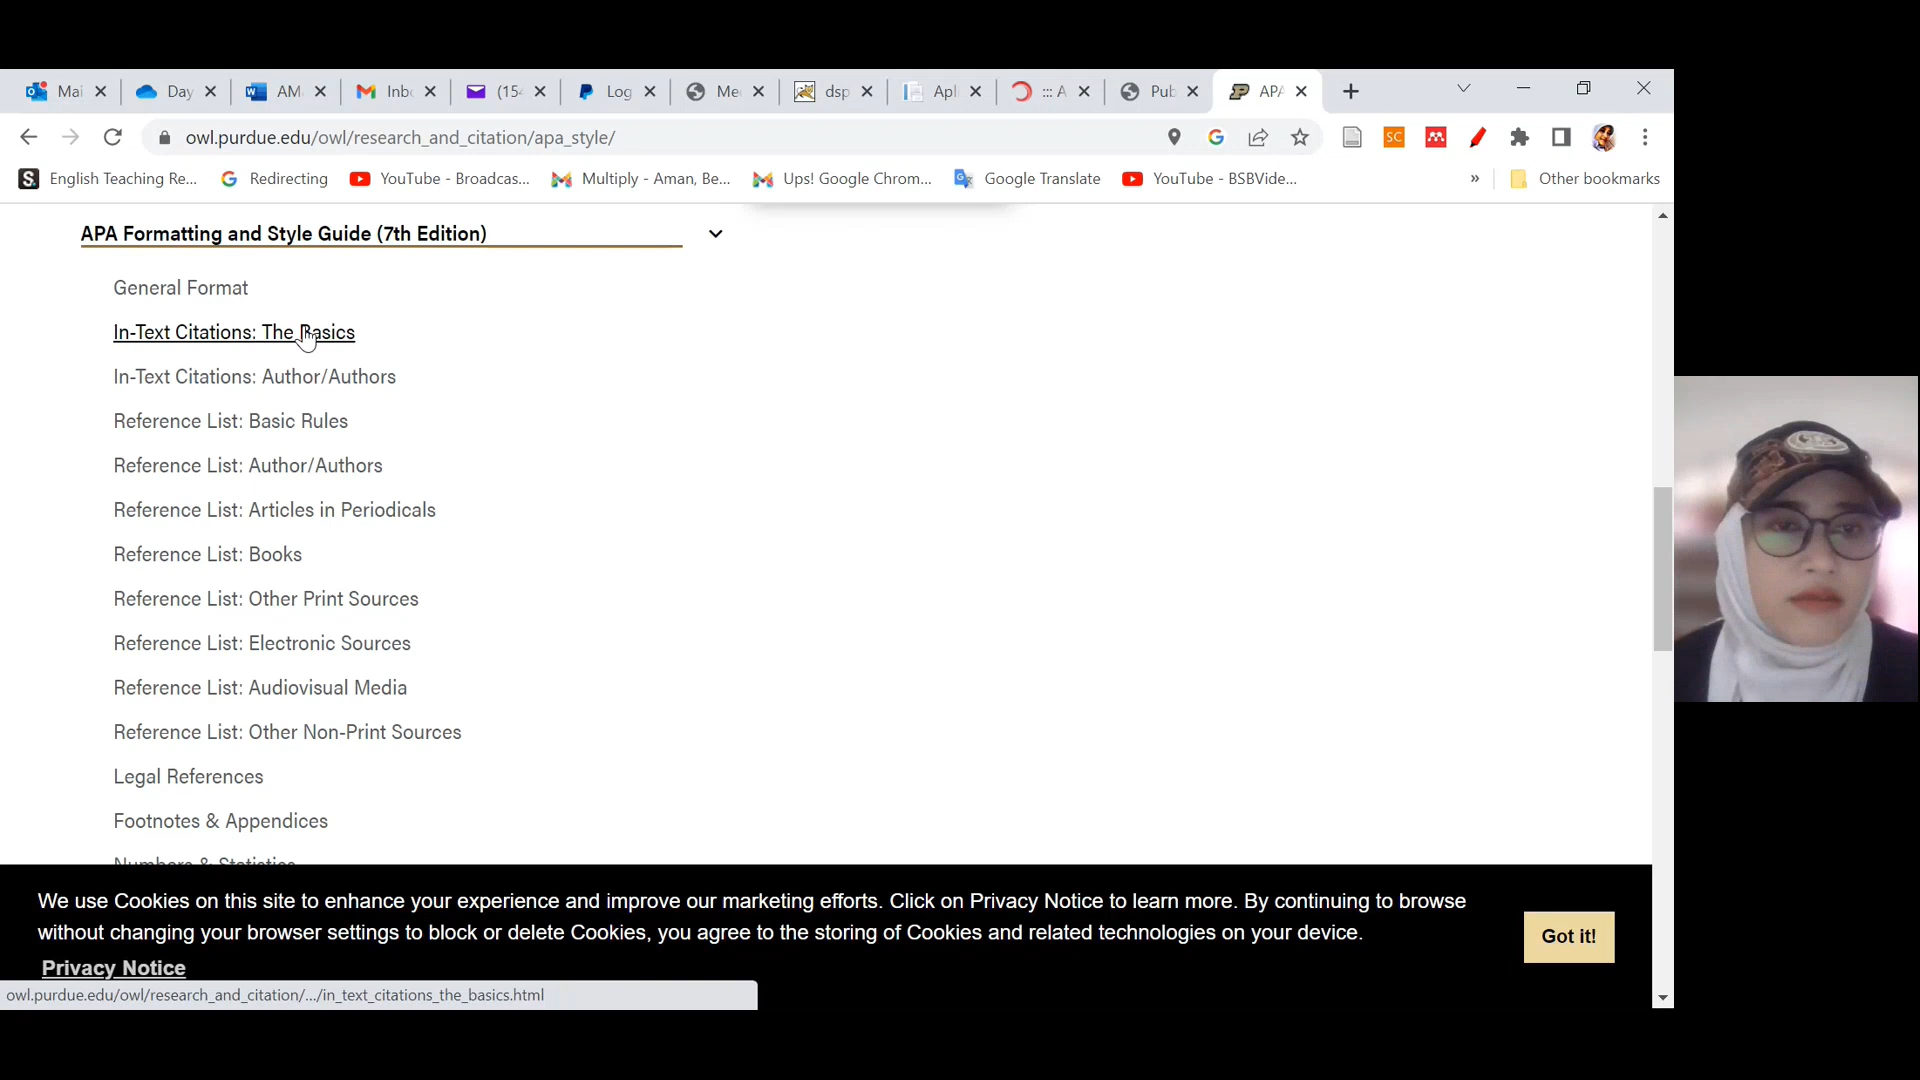 Mai
Day
AM
Inb
(15
Log
Me
dsp
Apl
::: A
Pub
APA
owl.purdue.edu/owl/research_and_citation/apa_style/
SC
S.
English Teaching Re...
Redirecting
YouTube - Broadcas...
Multiply - Aman, Be...
Ups! Google Chrom...
Google Translate
YouTube - BSBVide...
»
Other bookmarks
APA Formatting and Style Guide (7th Edition)
General Format
In-Text Citations: The Basics
In-Text Citations: Author/Authors
Reference List: Basic Rules
Reference List: Author/Authors
Reference List: Articles in Periodicals
Reference List: Books
Reference List: Other Print Sources
Reference List: Electronic Sources
Reference List: Audiovisual Media
Reference List: Other Non-Print Sources
Legal References
Footnotes & Appendices
Numbers & Statistics
We use Cookies on this site to enhance your experience and improve our marketing efforts. Click on Privacy Notice to learn more. By continuing to browse
without changing your browser settings to block or delete Cookies, you agree to the storing of Cookies and related technologies on your device.
Privacy Notice
Got it!
owl.purdue.edu/owl/research_and_citation/.../in_text_citations_the_basics.html